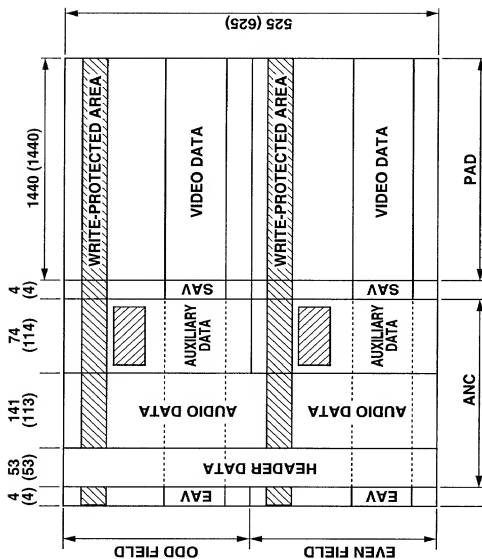 525 (625)
1440 (1440)
4
(4)
74
(114)
141
(113)
53
(53)
4
(4)
WRITE-PROTECTED AREA
VIDEO DATA
SAV
AUXILIARY
DATA
AUDIO DATA
HEADER DATA
EAV
ODD FIELD
WRITE-PROTECTED AREA
VIDEO DATA
SAV
AUXILIARY
DATA
AUDIO DATA
EAV
EVEN FIELD
PAD
ANC